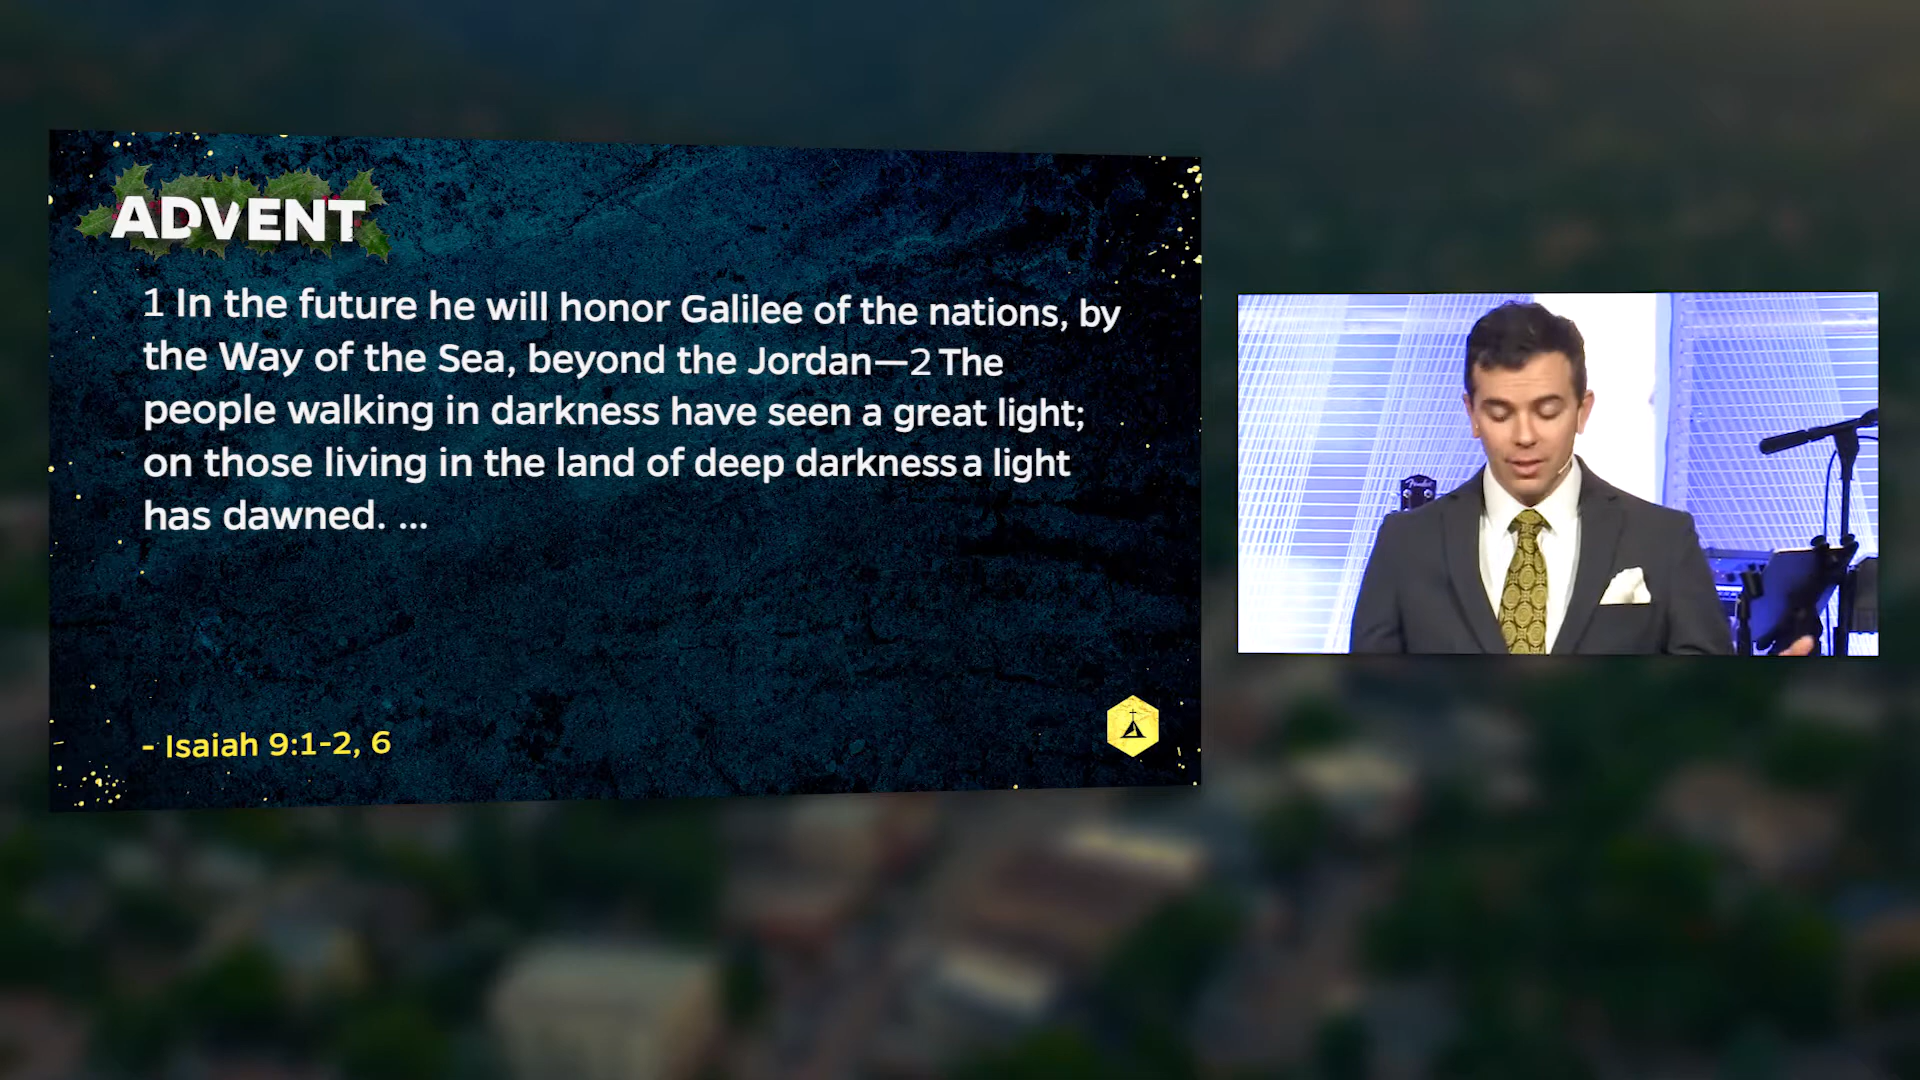 ADVENT
1 In the future he will honor Galilee of the nations, by
the Way of the Sea, beyond the Jordan—2 The
people walking in darkness have seen a great light;
on those living in the land of deep darkness a light
has dawned. ...
- Isaiah 9:1-2, 6
Fender